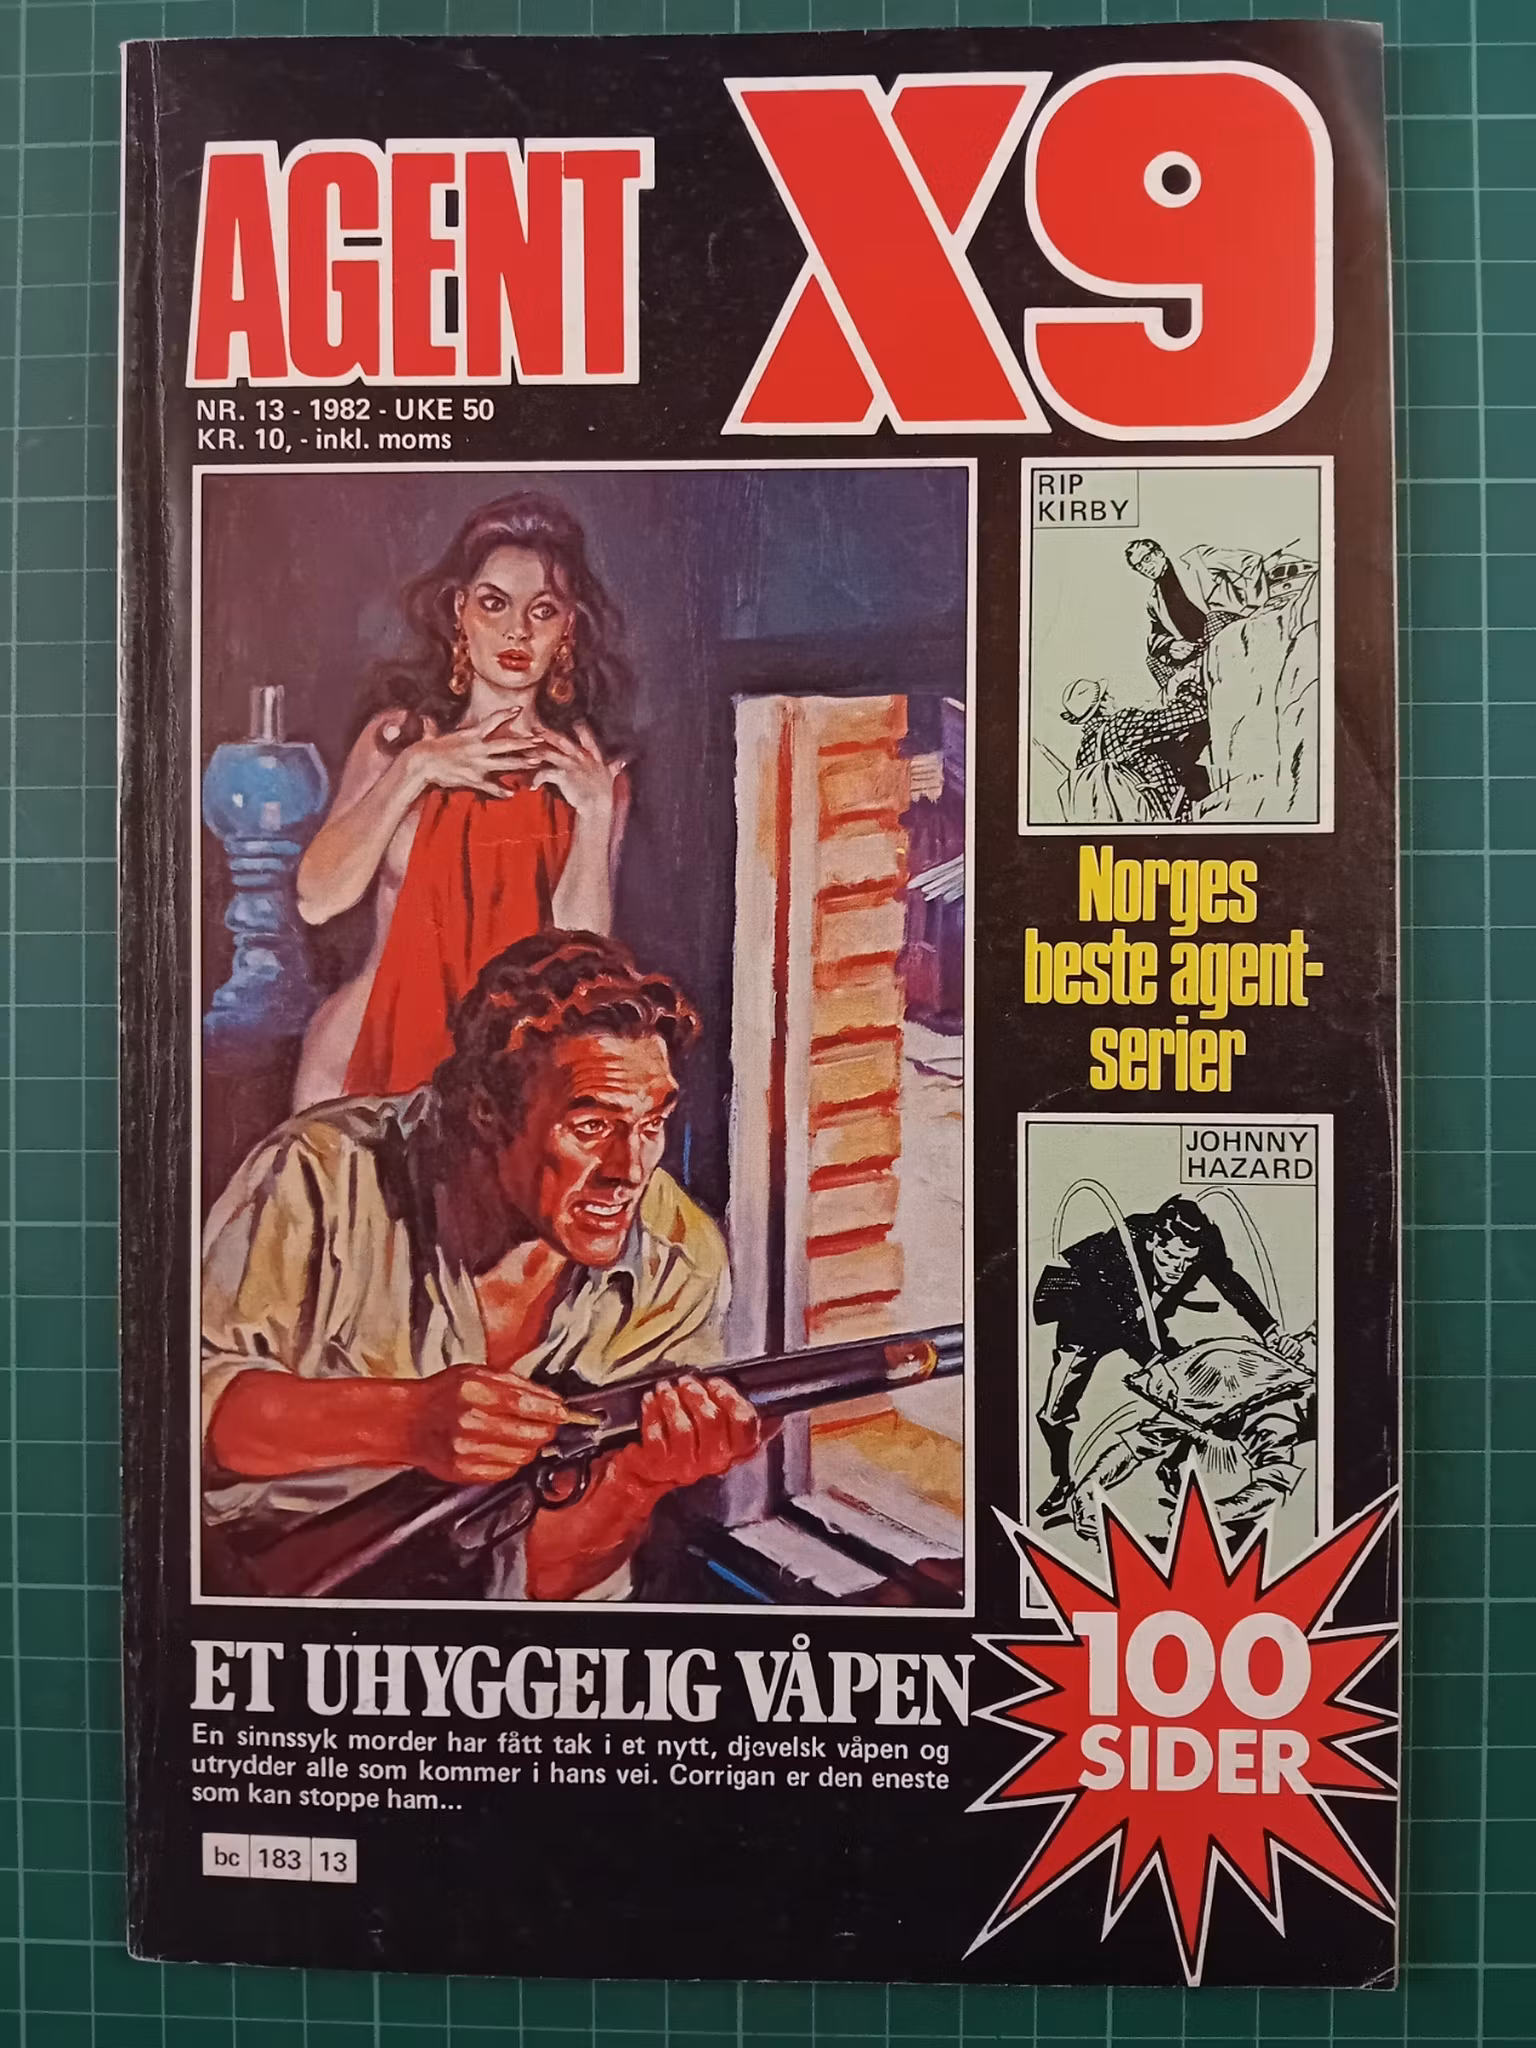 AGENT X9
NR. 13 - 1982 - UKE 50
KR. 10,- inkl. moms
RIP
KIRBY
Norges
beste agent-
serier
JOHNNY
HAZARD
ET UHYGGELIG VÅPEN
En sinnssyk morder har fått tak i et nytt, djevelsk våpen og
utrydder alle som kommer i hans vei. Corrigan er den eneste
som kan stoppe ham...
100
SIDER
bc 183 13